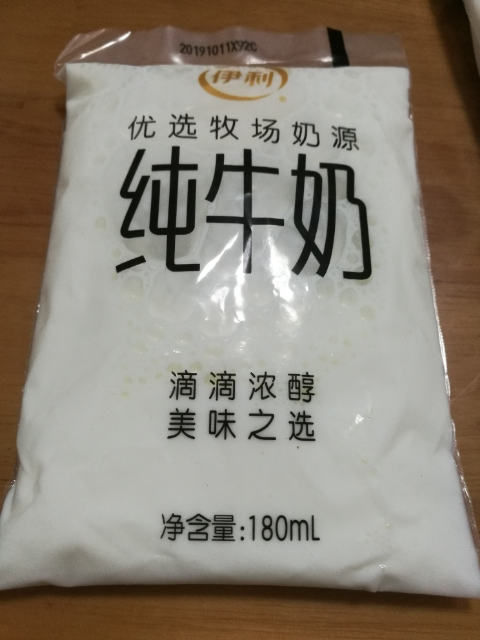 20191011X92C
伊利
优选牧场奶源
纯牛奶
滴滴浓醇
美味之选
净含量:180mL